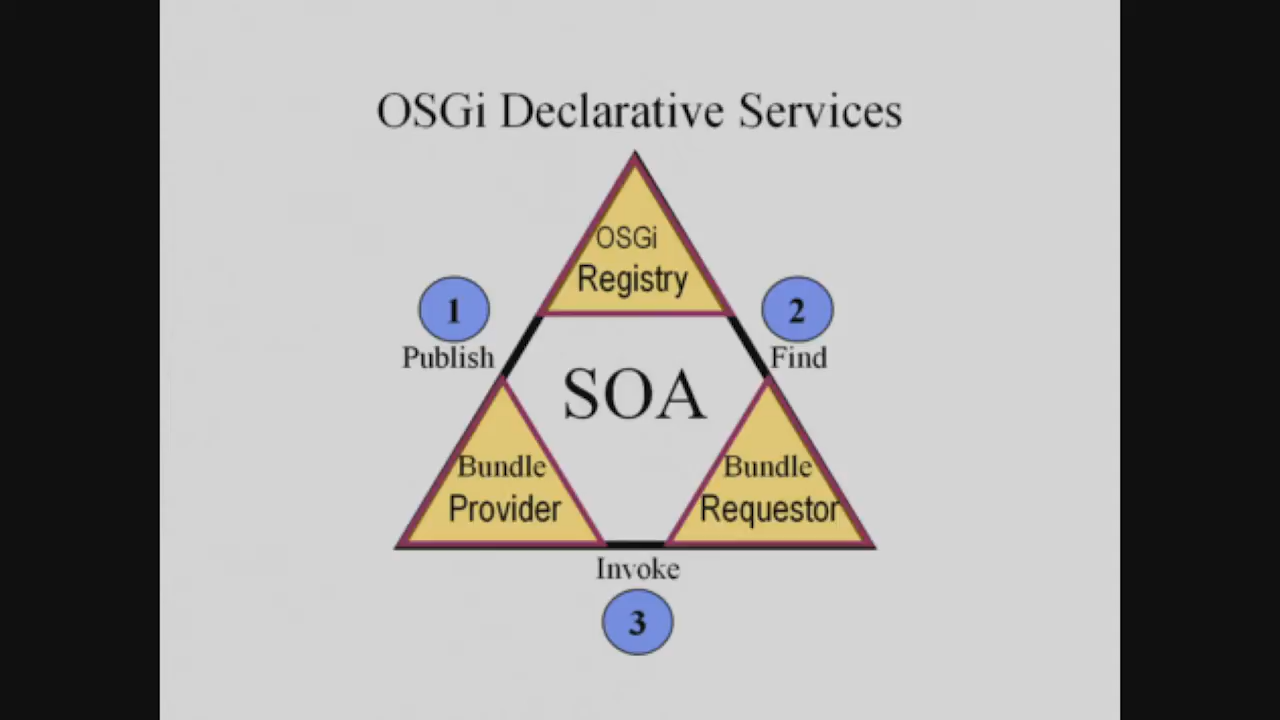 OSGi Declarative Services
OSGi
Registry
1
Publish
2
Find
SOA
Bundle
Provider
Bundle
Requestor
Invoke
3